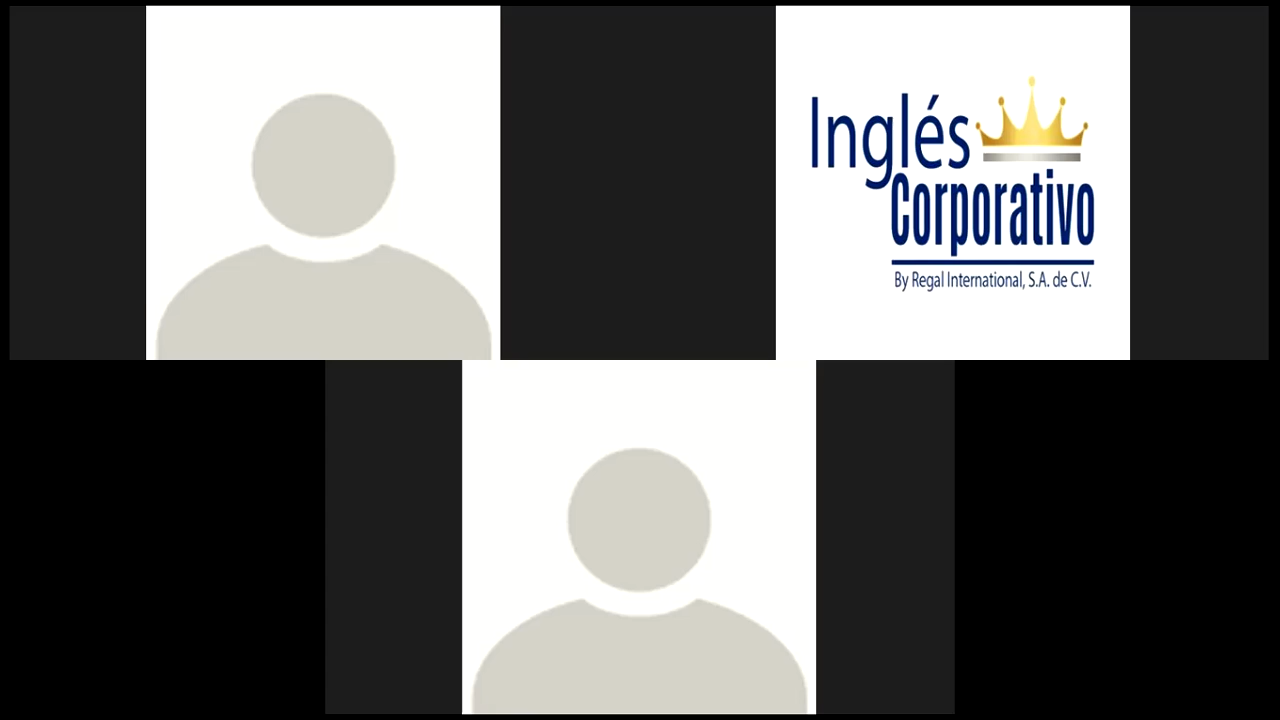 Inglés
Corporativo
By Regal International, S.A. de C.V.